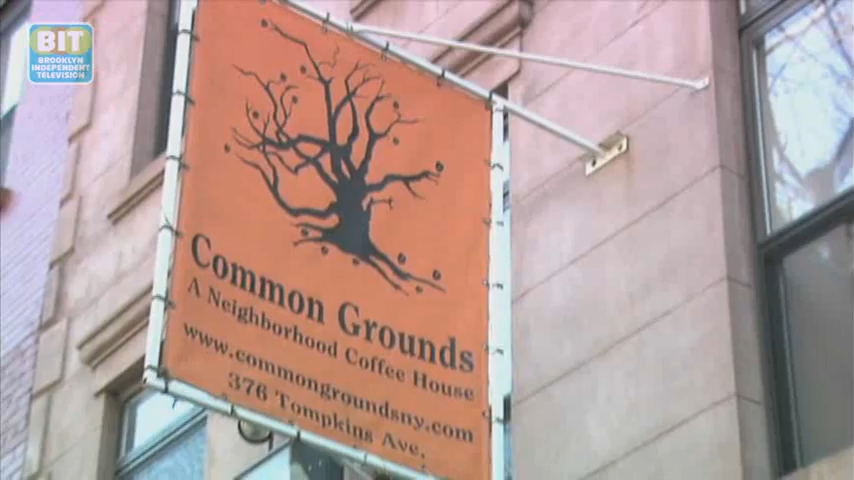 BIT
BROOKLYN
INDEPENDENT
TELEVISION
Common Grounds
A Neighborhood Coffee House
www.commongroundsny.com
376 Tompkins Ave.